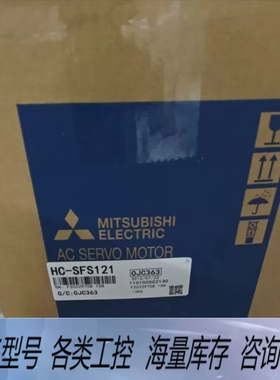 MITSUBISHI
ELECTRIC
AC SERVO MOTOR
HC-SFS121
0JC363
G/C:0JC363
型号 各类工控 海量库存 咨询